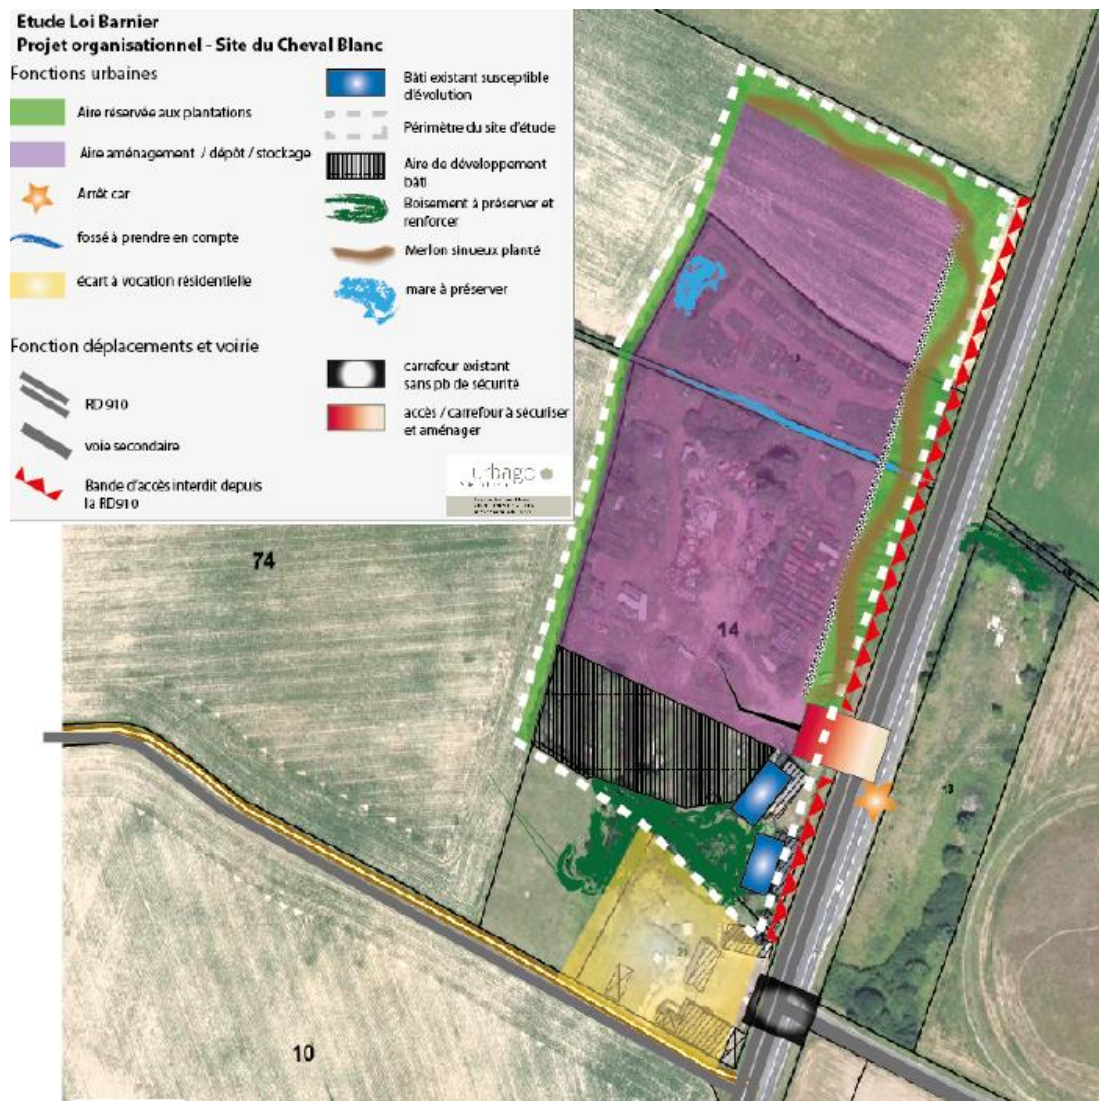 Etude Loi Barnier
Projet organisationnel - Site du Cheval Blanc
Fonctions urbaines
Aire réservée aux plantations
Aire aménagement / dépôt / stockage
Arrêt car
fossé à prendre en compte
écart à vocation résidentielle
Fonction déplacements et voirie
RD 910
voie secondaire
Bande d'accès interdit depuis
la RD910
Bâti existant susceptible
d'évolution
Périmètre du site d'étude
Aire de développement
bâti
Boisement à préserver et
renforcer
Merlon sinueux planté
mare à préserver
carrefour existant
sans pb de sécurité
accès / carrefour à sécuriser
et aménager
urbago
74
14
13
10